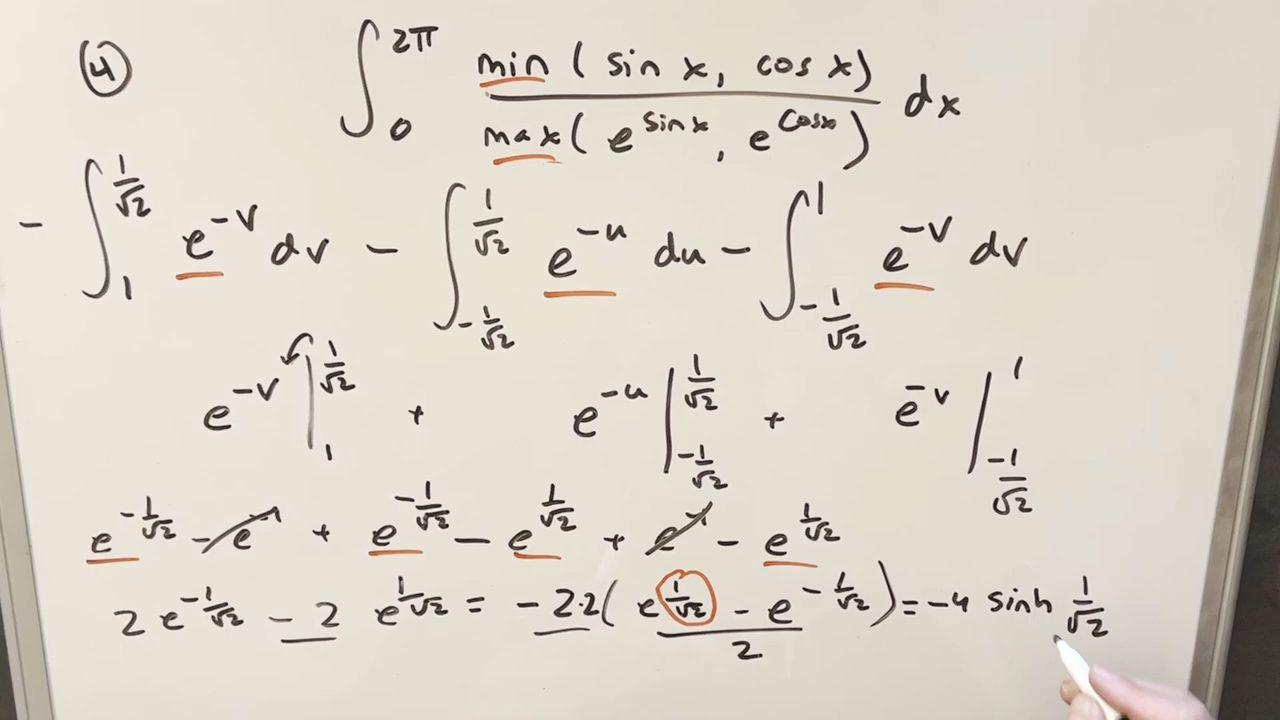 ④ ∫₀^{2π} min( sin x, cos x) / max( e^{sinx}, e^{cosx}) dx
- ∫₁^{1/√2} e^{-v} dv - ∫_{-1/√2}^{1/√2} e^{-u} du - ∫_{-1/√2}^{1} e^{-v} dv
e^{-v} |₁^{1/√2} + e^{-u} |_{-1/√2}^{1/√2} + e^{-v} |_{-1/√2}^{1}
e^{-1/√2} - e^{-1} + e^{-1/√2} - e^{1/√2} + e^{-1} - e^{1/√2}
2 e^{-1/√2} - 2 e^{1/√2} = -2·2( (e^{1/√2} - e^{-1/√2}) / 2 ) = -4 sinh 1/√2